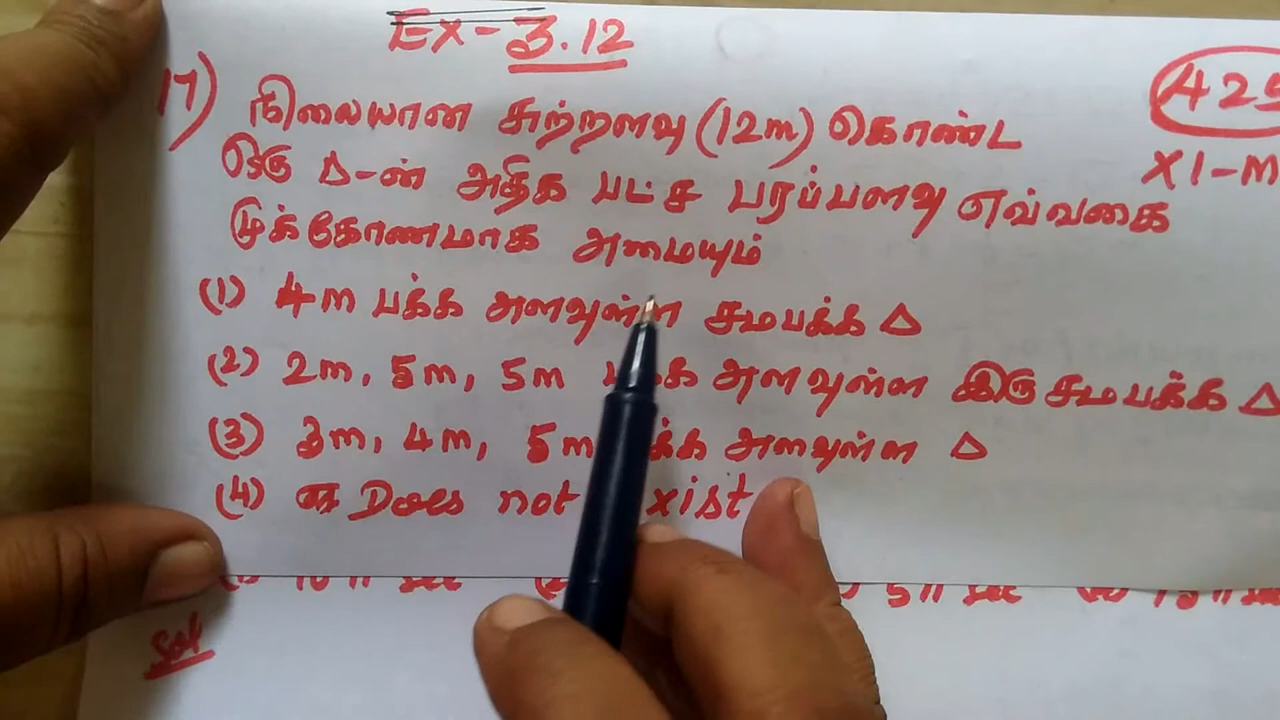 EX-3.12
17) நிலையான சுற்றளவு (12m) கொண்ட
ஒரு Δ-ன் அதிக பட்ச பரப்பளவு எவ்வகை
முக்கோணமாக அமையும்
(1) 4m பக்க அளவுள்ள சமபக்க Δ
(2) 2m, 5m, 5m பக்க அளவுள்ள இருசமபக்க Δ
(3) 3m, 4m, 5m பக்க அளவுள்ள Δ
(4) Does not exist
425
XI-M
Sol